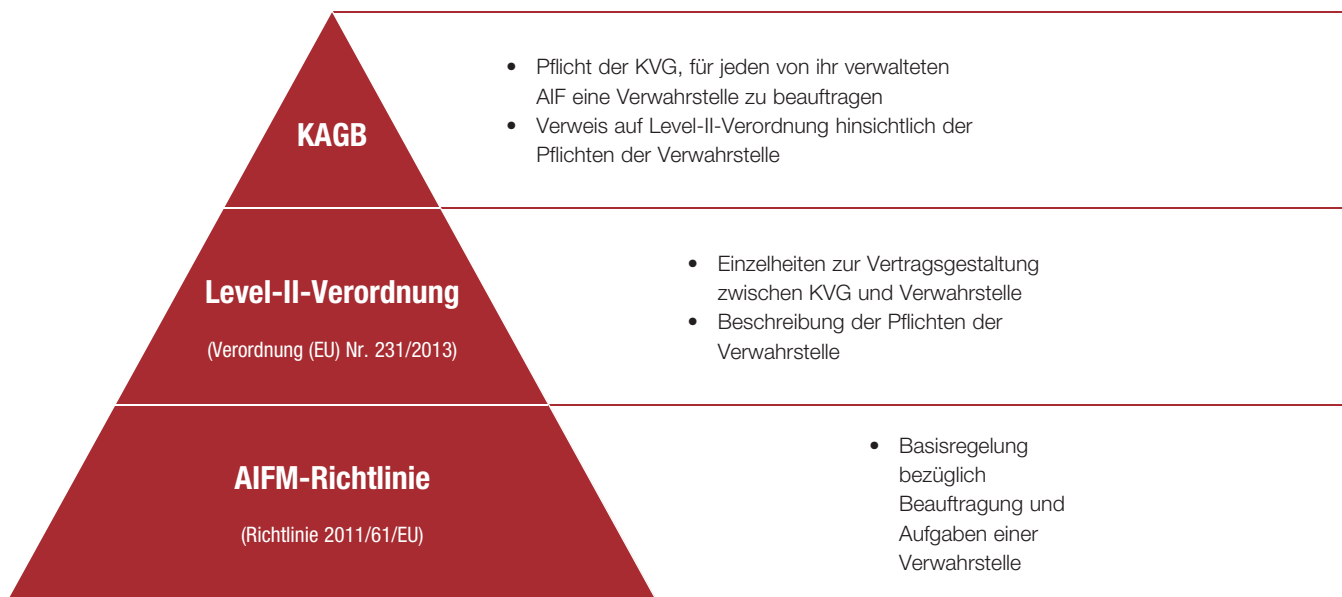 KAGB
• Pflicht der KVG, für jeden von ihr verwalteten
AIF eine Verwahrstelle zu beauftragen
• Verweis auf Level-II-Verordnung hinsichtlich der
Pflichten der Verwahrstelle
Level-II-Verordnung
(Verordnung (EU) Nr. 231/2013)
• Einzelheiten zur Vertragsgestaltung
zwischen KVG und Verwahrstelle
• Beschreibung der Pflichten der
Verwahrstelle
AIFM-Richtlinie
(Richtlinie 2011/61/EU)
• Basisregelung
bezüglich
Beauftragung und
Aufgaben einer
Verwahrstelle